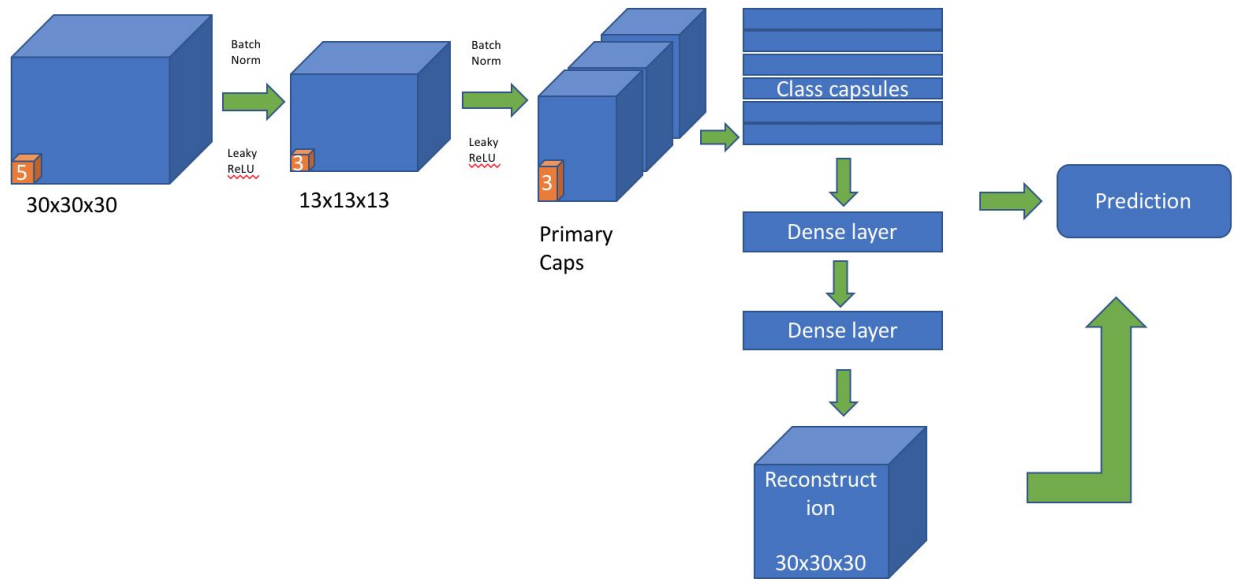 Batch
Norm
Leaky
ReLU
5
30x30x30
3
13x13x13
Batch
Norm
Leaky
ReLU
3
Primary
Caps
Class capsules
Dense layer
Dense layer
Reconstruct
ion
30x30x30
Prediction